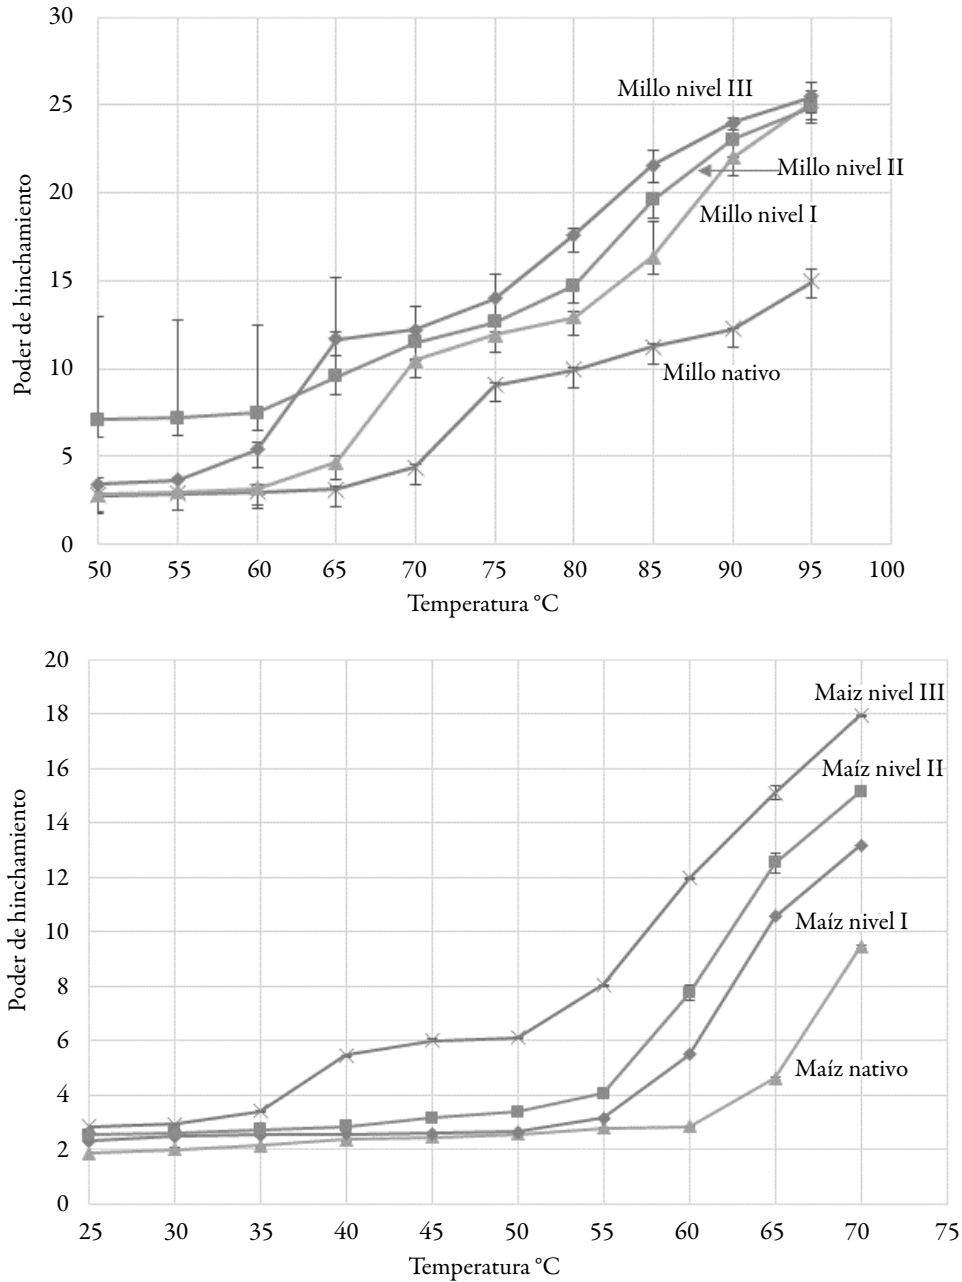 30
25
20
15
10
5
0
Poder de hinchamiento
Millo nivel III
Millo nivel II
Millo nivel I
Millo nativo
50 55 60 65 70 75 80 85 90 95 100
Temperatura °C
20
18
16
14
12
10
8
6
4
2
0
Poder de hinchamiento
Maiz nivel III
Maíz nivel II
Maíz nivel I
Maíz nativo
25 30 35 40 45 50 55 60 65 70 75
Temperatura °C